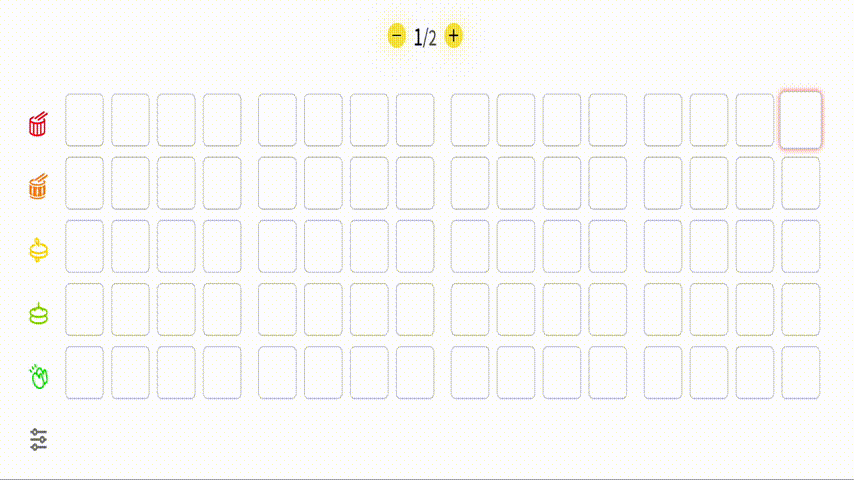 − 1/2 +